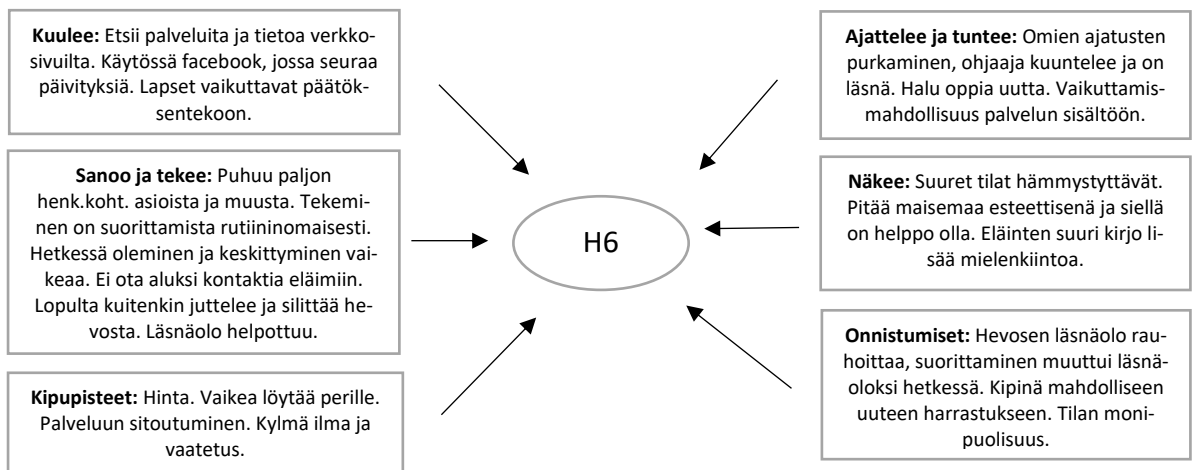 Kuulee: Etsii palveluita ja tietoa verkko-
sivuilta. Käytössä facebook, jossa seuraa
päivityksiä. Lapset vaikuttavat päätök-
sentekoon.
Sanoo ja tekee: Puhuu paljon
henk.koht. asioista ja muusta. Tekemi-
nen on suorittamista rutiininomaisesti.
Hetkessä oleminen ja keskittyminen vai-
keaa. Ei ota aluksi kontaktia eläimiin.
Lopulta kuitenkin juttelee ja silittää he-
vosta. Läsnäolo helpottuu.
Kipupisteet: Hinta. Vaikea löytää perille.
Palveluun sitoutuminen. Kylmä ilma ja
vaatetus.
H6
Ajattelee ja tuntee: Omien ajatusten
purkaminen, ohjaaja kuuntelee ja on
läsnä. Halu oppia uutta. Vaikuttamis-
mahdollisuus palvelun sisältöön.
Näkee: Suuret tilat hämmystyttävät.
Pitää maisemaa esteettisenä ja siellä
on helppo olla. Eläinten suuri kirjo li-
sää mielenkiintoa.
Onnistumiset: Hevosen läsnäolo rau-
hoittaa, suorittaminen muuttui läsnä-
oloksi hetkessä. Kipinä mahdolliseen
uuteen harrastukseen. Tilan moni-
puolisuus.